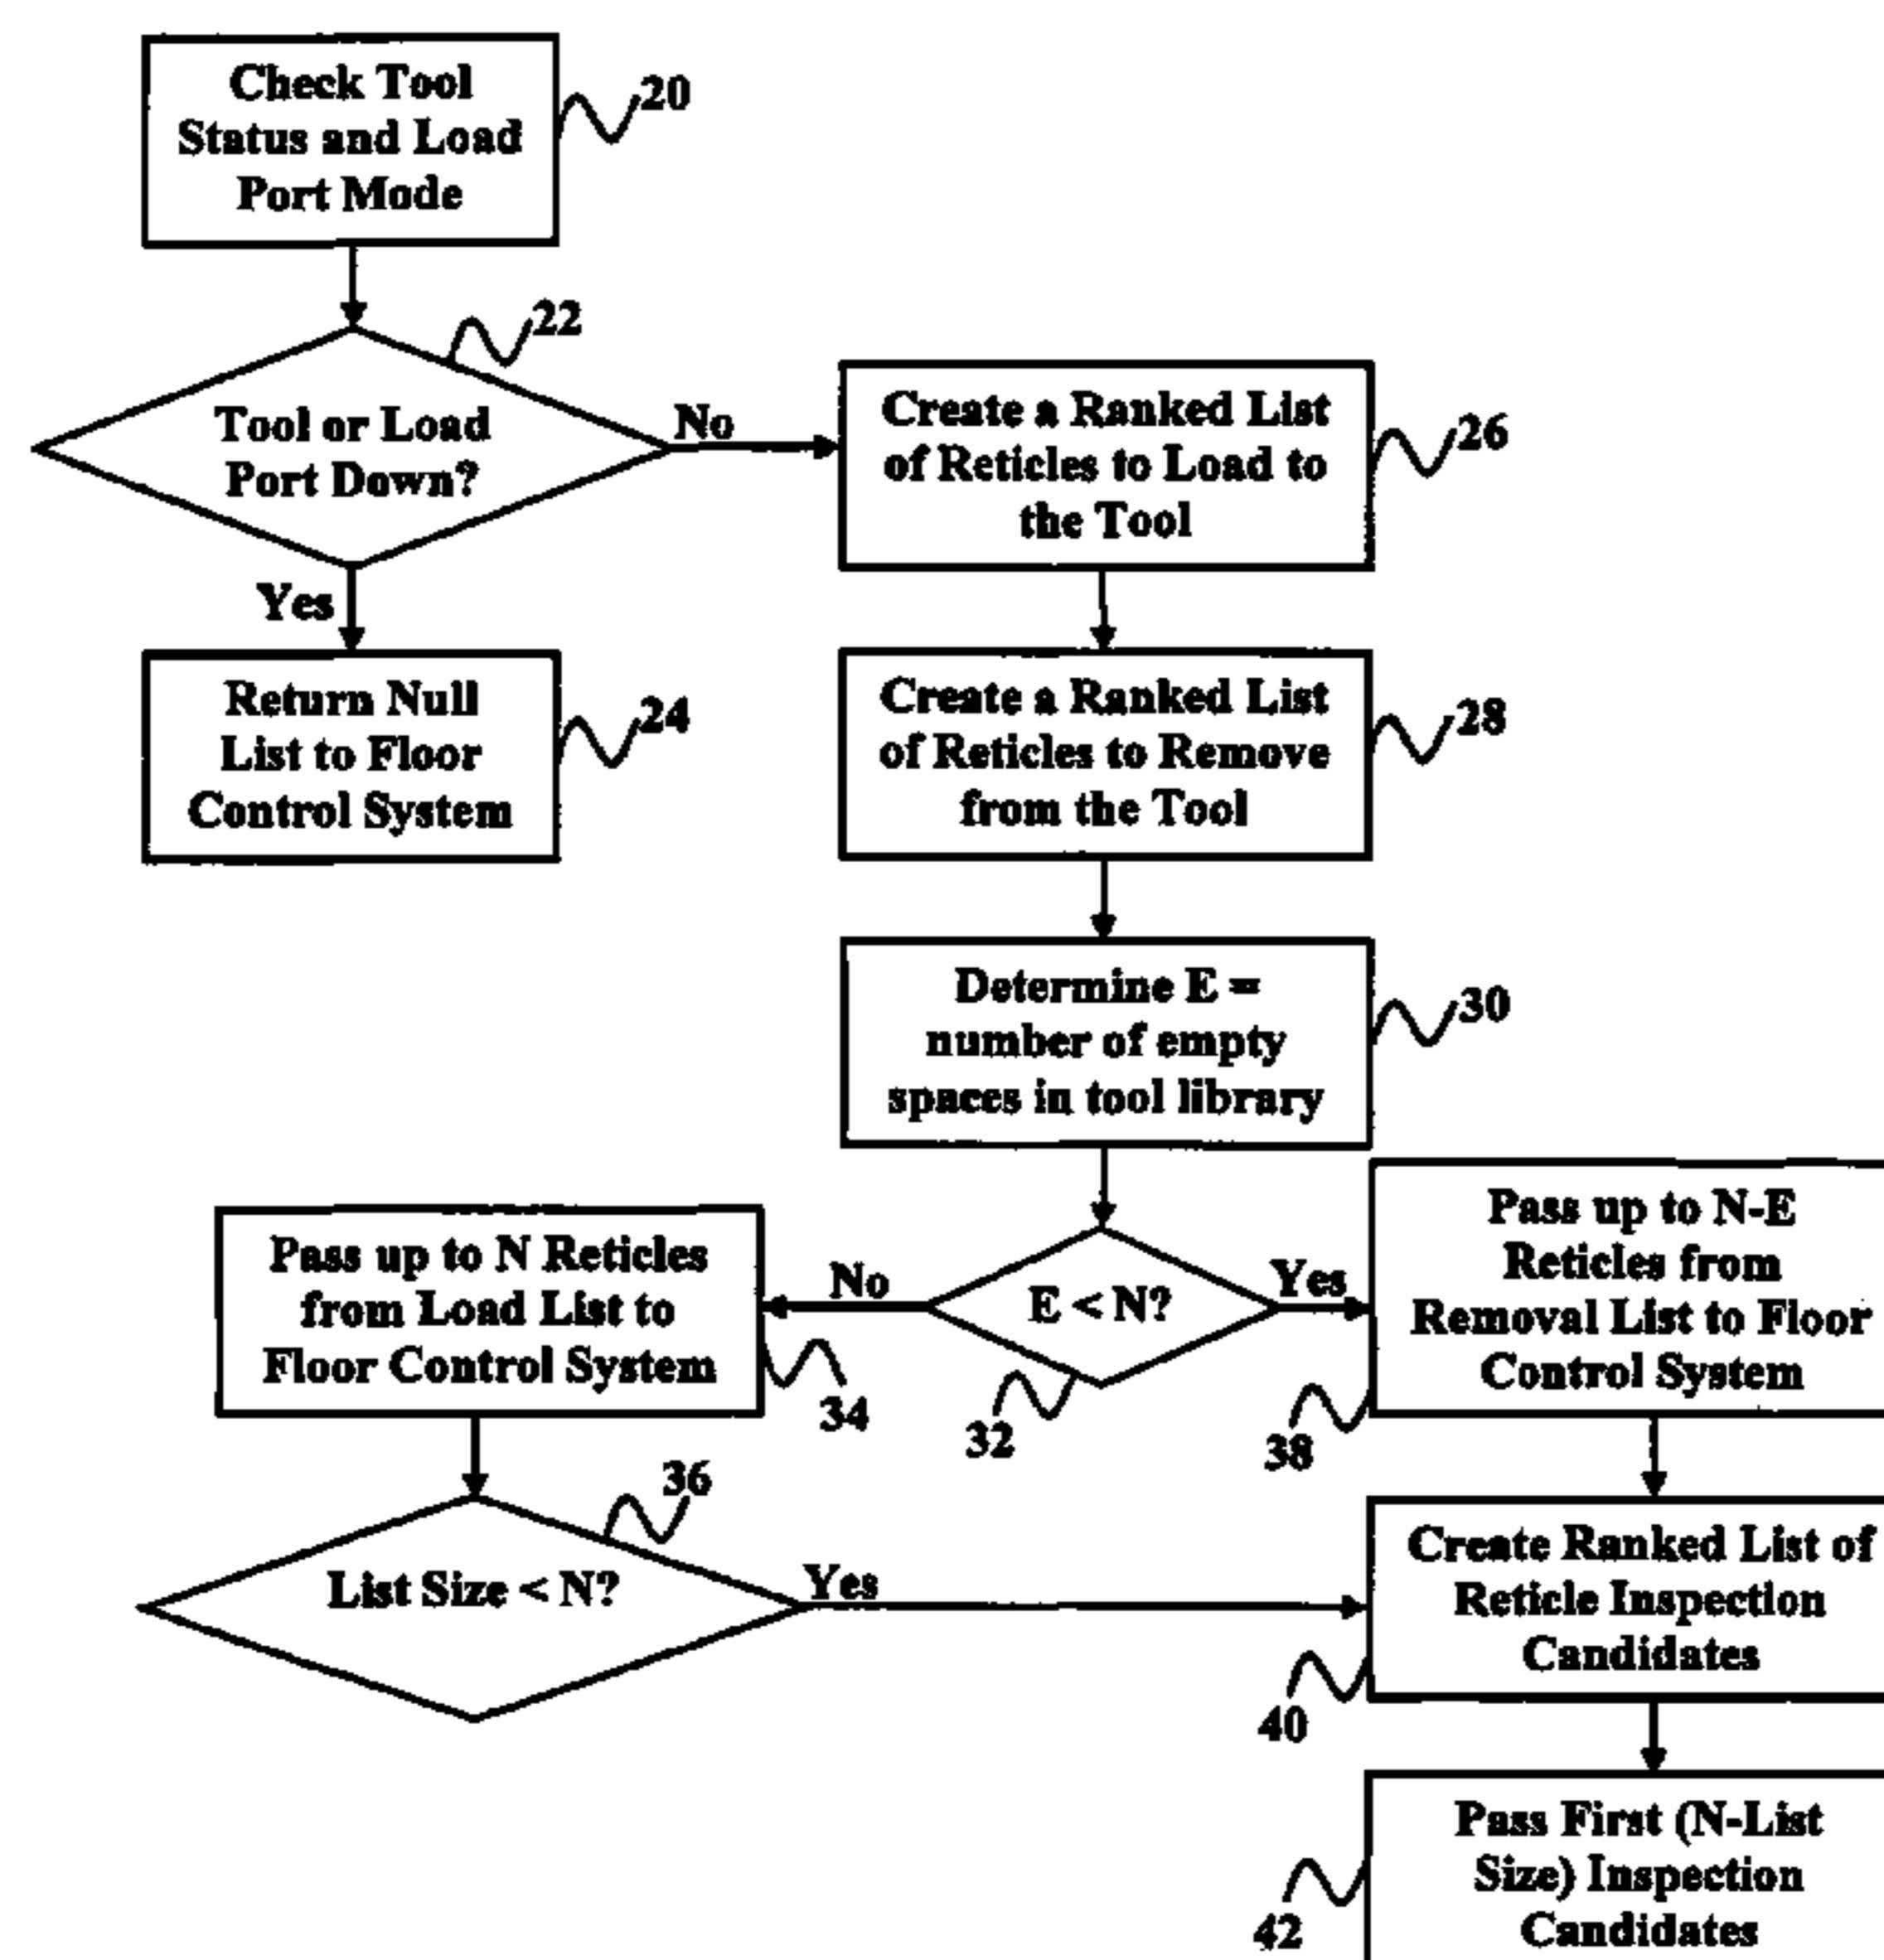 Check Tool
Status and Load
Port Mode
20
22
Tool or Load
Port Down?
No
Yes
Create a Ranked List
of Reticles to Load to
the Tool
26
Return Null
List to Floor
Control System
24
Create a Ranked List
of Reticles to Remove
from the Tool
28
Determine E =
number of empty
spaces in tool library
30
Pass up to N Reticles
from Load List to
Floor Control System
34
No
E < N?
Yes
32
Pass up to N-E
Reticles from
Removal List to Floor
Control System
38
36
List Size < N?
Yes
Create Ranked List of
Reticle Inspection
Candidates
40
Pass First (N-List
Size) Inspection
Candidates
42